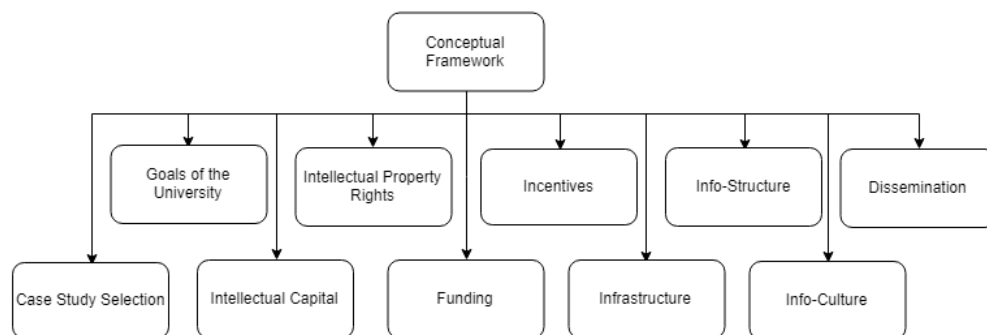 Conceptual
Framework
Goals of the
University
Intellectual Property
Rights
Incentives
Info-Structure
Dissemination
Case Study Selection
Intellectual Capital
Funding
Infrastructure
Info-Culture